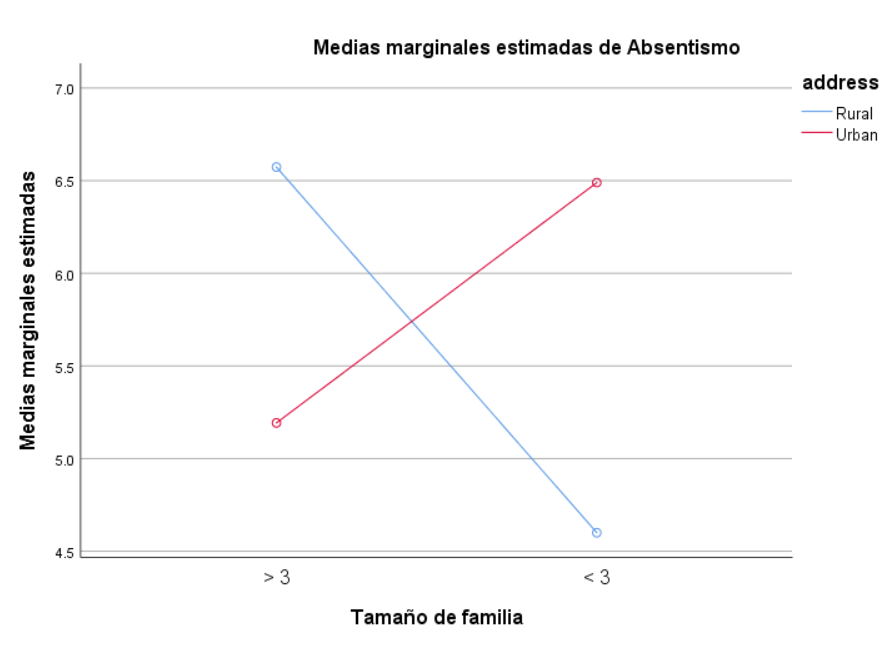 Medias marginales estimadas de Absentismo
address
Rural
Urban
Medias marginales estimadas
7.0
6.5
6.0
5.5
5.0
4.5
> 3
< 3
Tamaño de familia